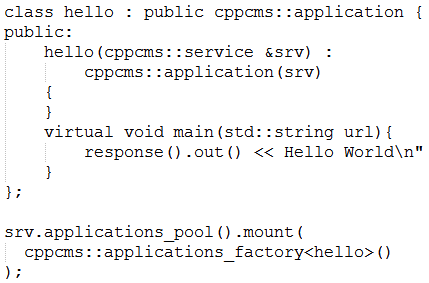 class hello : public cppcms::application {
public:
    hello(cppcms::service &srv) :
        cppcms::application(srv)
    {
    }
    virtual void main(std::string url){
        response().out() << Hello World\n"
    }
};

srv.applications_pool().mount(
  cppcms::applications_factory<hello>()
);